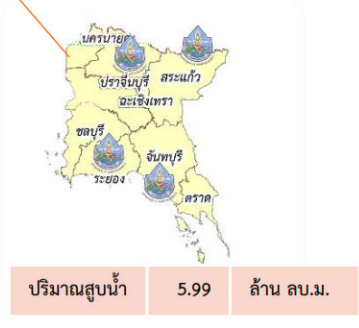 นครนายก
ปราจีนบุรี
สระแก้ว
ฉะเชิงเทรา
ชลบุรี
จันทบุรี
ระยอง
ตราด
ปริมาณสูบน้ำ 5.99 ล้าน ลบ.ม.